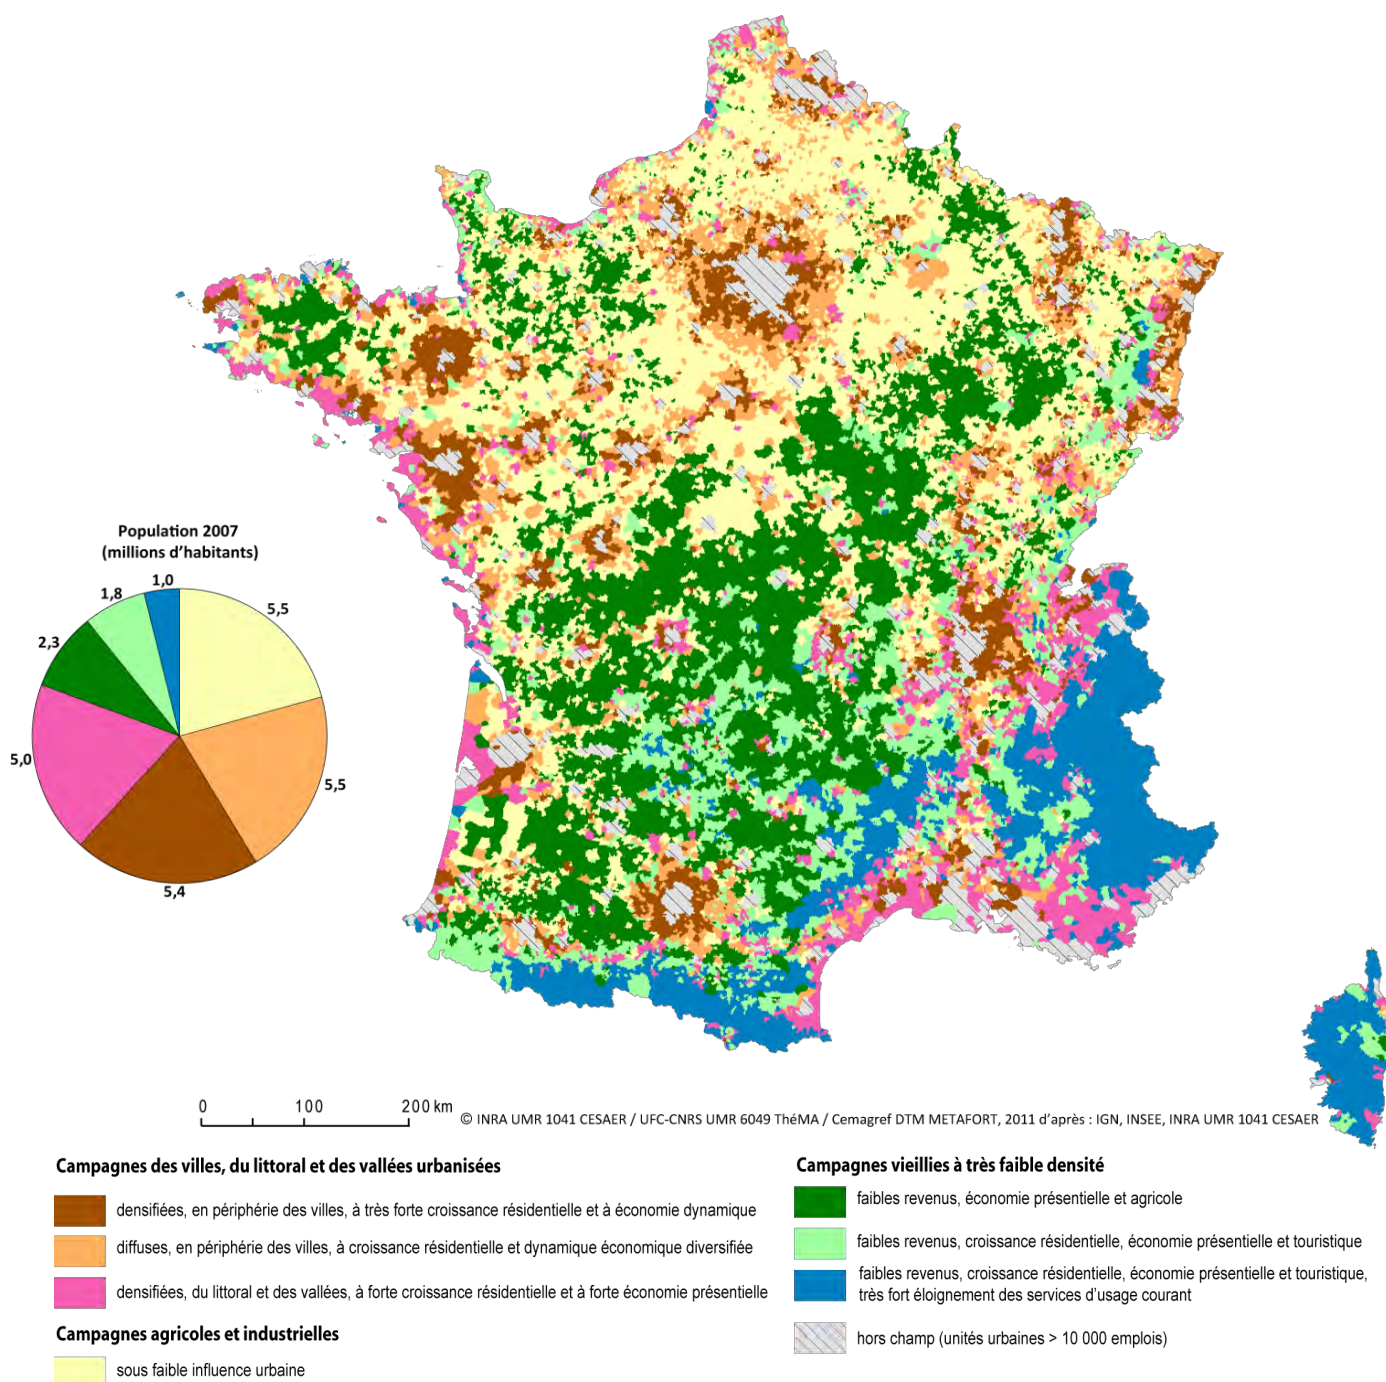 Population 2007
(millions d'habitants)
1,0
1,8
5,5
2,3
5,0
5,5
5,4
0 100 200 km
© INRA UMR 1041 CESAER / UFC-CNRS UMR 6049 ThéMA / Cemagref DTM METAFORT, 2011 d'après : IGN, INSEE, INRA UMR 1041 CESAER
Campagnes des villes, du littoral et des vallées urbanisées
densifiées, en périphérie des villes, à très forte croissance résidentielle et à économie dynamique
diffuses, en périphérie des villes, à croissance résidentielle et dynamique économique diversifiée
densifiées, du littoral et des vallées, à forte croissance résidentielle et à forte économie présentielle
Campagnes agricoles et industrielles
sous faible influence urbaine
Campagnes vieillies à très faible densité
faibles revenus, économie présentielle et agricole
faibles revenus, croissance résidentielle, économie présentielle et touristique
faibles revenus, croissance résidentielle, économie présentielle et touristique,
très fort éloignement des services d'usage courant
hors champ (unités urbaines > 10 000 emplois)